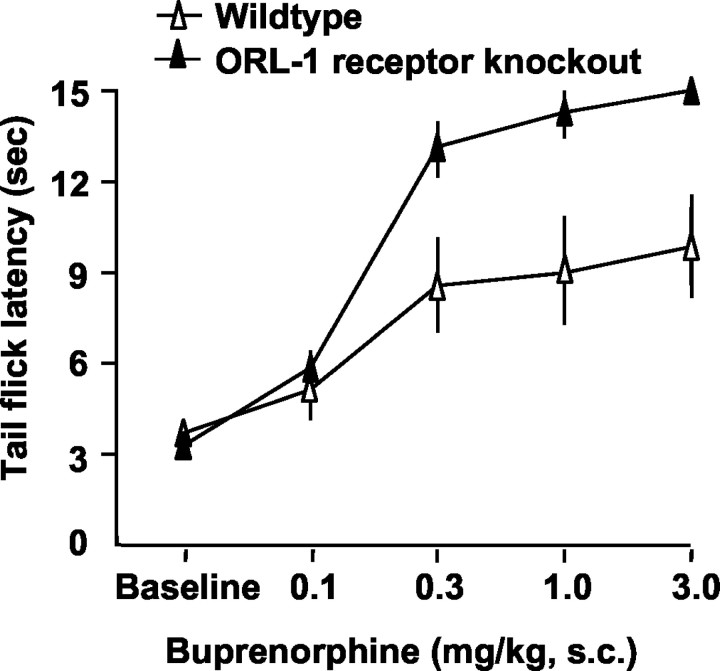 Wildtype
ORL-1 receptor knockout
15
12
9
6
3
0
Tail flick latency (sec)
Baseline 0.1 0.3 1.0 3.0
Buprenorphine (mg/kg, s.c.)